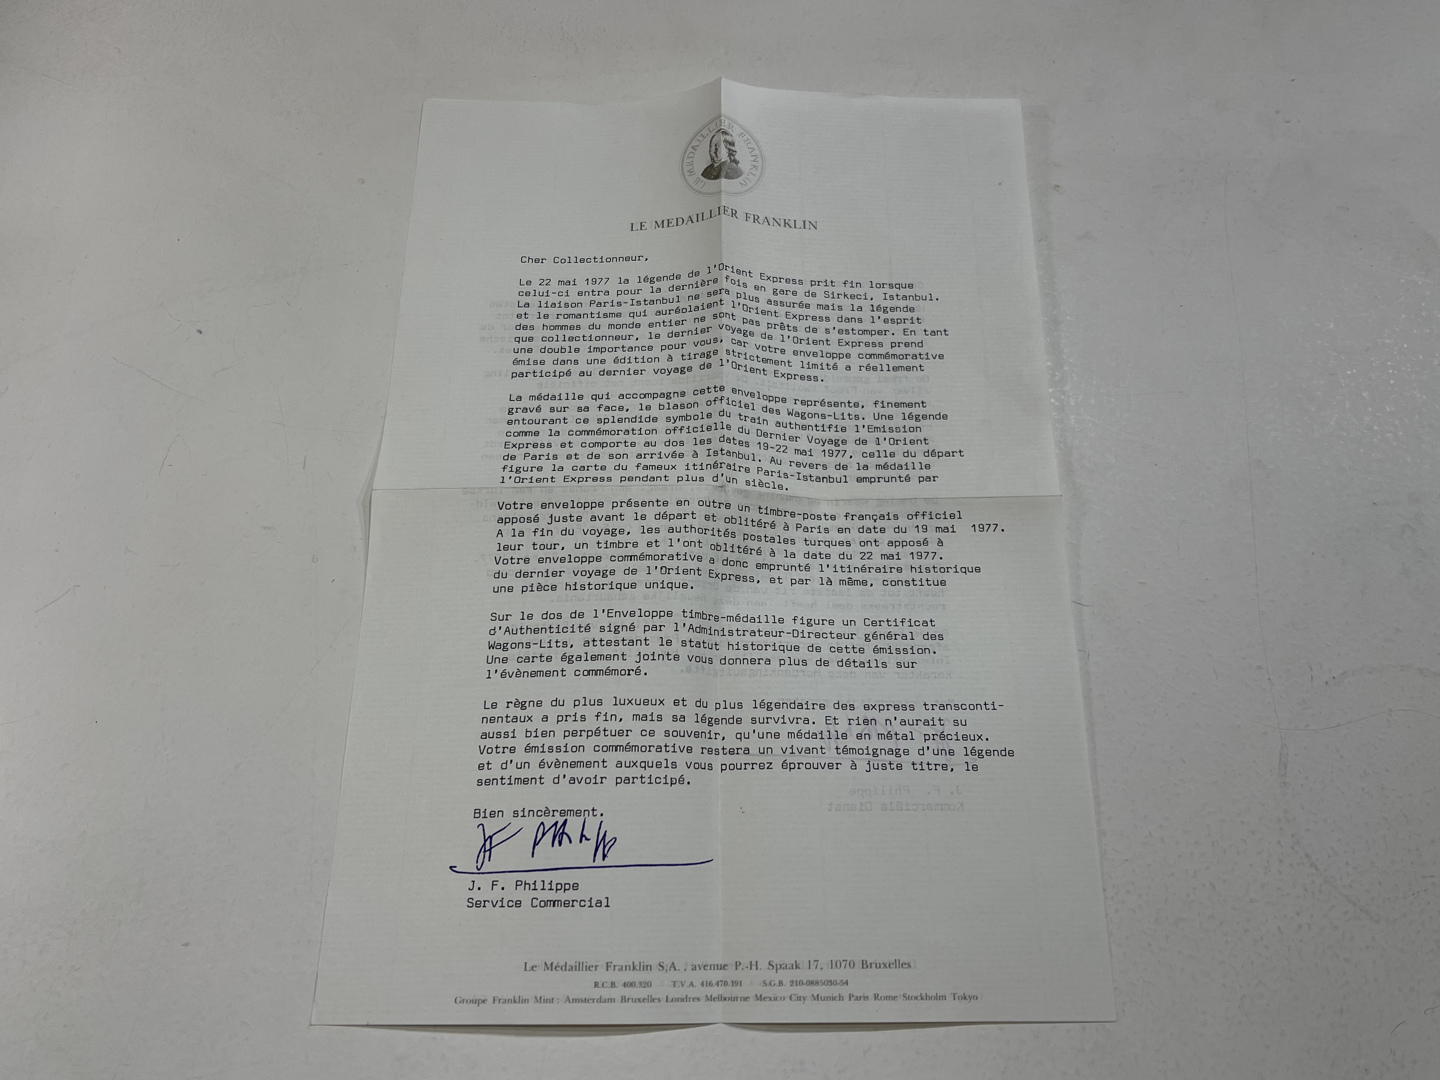 LE MEDAILLIER FRANKLIN
LE MEDAILLIER FRANKLIN
Cher Collectionneur,
Le 22 mai 1977 la légende de l'Orient Express prit fin lorsque
celui-ci entra pour la dernière fois en gare de Sirkeci, Istanbul.
La liaison Paris-Istanbul ne sera plus assurée mais la légende
et le romantisme qui auréolaient l'Orient Express dans l'esprit
des hommes du monde entier ne sont pas prêts de s'estomper. En tant
que collectionneur, le dernier voyage de l'Orient Express prend
une double importance pour vous, car votre enveloppe commémorative
émise dans une édition à tirage strictement limité a réellement
participé au dernier voyage de l'Orient Express.
La médaille qui accompagne cette enveloppe représente, finement
gravé sur sa face, le blason officiel des Wagons-Lits. Une légende
entourant ce splendide symbole du train authentifie l'Emission
comme la commémoration officielle du Dernier Voyage de l'Orient
Express et comporte au dos les dates 19-22 mai 1977, celle du départ
de Paris et de son arrivée à Istanbul. Au revers de la médaille
figure la carte du fameux itinéraire Paris-Istanbul emprunté par
l'Orient Express pendant plus d'un siècle.
Votre enveloppe présente en outre un timbre-poste français officiel
apposé juste avant le départ et oblitéré à Paris en date du 19 mai 1977.
A la fin du voyage, les authorités postales turques ont apposé à
leur tour, un timbre et l'ont oblitéré à la date du 22 mai 1977.
Votre enveloppe commémorative a donc emprunté l'itinéraire historique
du dernier voyage de l'Orient Express, et par là même, constitue
une pièce historique unique.
Sur le dos de l'Enveloppe timbre-médaille figure un Certificat
d'Authenticité signé par l'Administrateur-Directeur général des
Wagons-Lits, attestant le statut historique de cette émission.
Une carte également jointe vous donnera plus de détails sur
l'évènement commémoré.
Le règne du plus luxueux et du plus légendaire des express transconti-
nentaux a pris fin, mais sa légende survivra. Et rien n'aurait su
aussi bien perpétuer ce souvenir, qu'une médaille en métal précieux.
Votre émission commémorative restera un vivant témoignage d'une légende
et d'un évènement auxquels vous pourrez éprouver à juste titre, le
sentiment d'avoir participé.
Bien sincèrement.
JF Philippe
J. F. Philippe
Service Commercial
Le Médaillier Franklin S.A., avenue P.-H. Spaak 17, 1070 Bruxelles
R.C.B. 400.320 T.V.A. 416.470.191 S.G.B. 210-0885030-54
Groupe Franklin Mint: Amsterdam Bruxelles Londres Melbourne Mexico City Munich Paris Rome Stockholm Tokyo